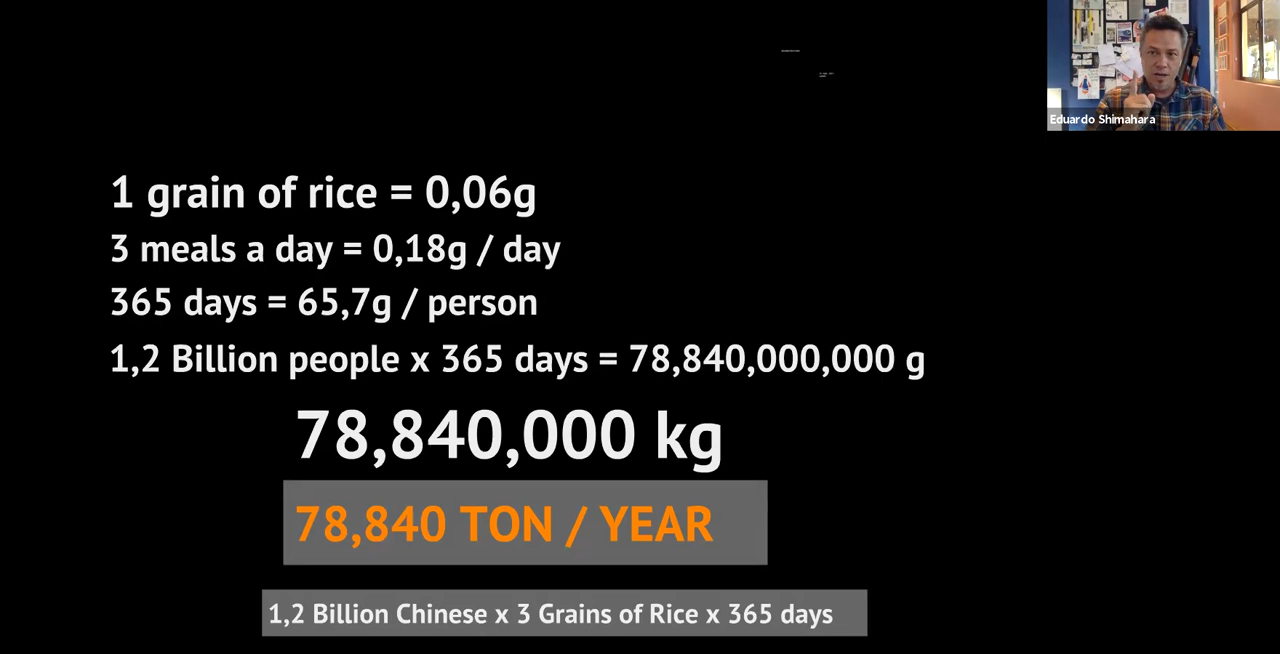 Eduardo Shimahara
1 grain of rice = 0,06g
3 meals a day = 0,18g / day
365 days = 65,7g / person
1,2 Billion people x 365 days = 78,840,000,000 g
78,840,000 kg
78,840 TON / YEAR
1,2 Billion Chinese x 3 Grains of Rice x 365 days